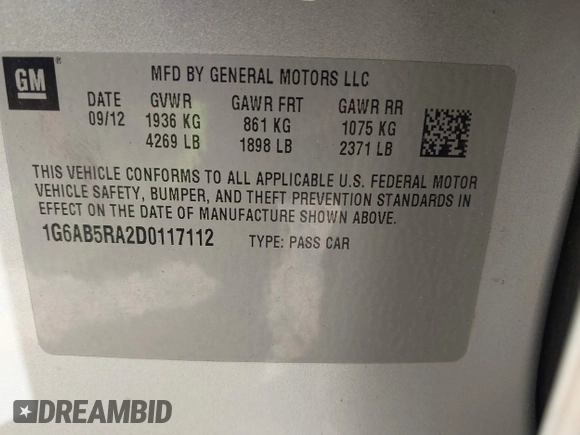 GM
MFD BY GENERAL MOTORS LLC
DATE GVWR GAWR FRT GAWR RR
09/12 1936 KG 861 KG 1075 KG
4269 LB 1898 LB 2371 LB
THIS VEHICLE CONFORMS TO ALL APPLICABLE U.S. FEDERAL MOTOR
VEHICLE SAFETY, BUMPER, AND THEFT PREVENTION STANDARDS IN
EFFECT ON THE DATE OF MANUFACTURE SHOWN ABOVE.
1G6AB5RA2D0117112 TYPE: PASS CAR
DREAMBID